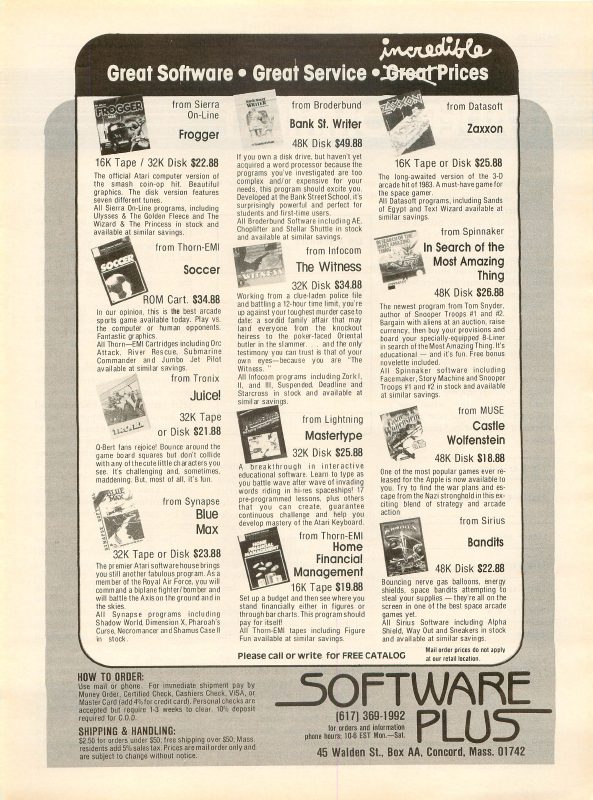 incredible
Great Software • Great Service • Great Prices
from Sierra
On-Line
Frogger
16K Tape / 32K Disk $22.88
The official Atari computer version of
the smash coin-op hit. Beautiful
graphics. The disk version features
seven different tunes.
All Sierra On-Line programs, including
Ulysses & The Golden Fleece and The
Wizard & The Princess in stock and
available at similar savings.
from Thorn-EMI
Soccer
ROM Cart. $34.88
In our opinion, this is the best arcade
sports game available today. Play vs.
the computer or human opponents.
Fantastic graphics.
All Thorn—EMI Cartridges including Orc
Attack, River Rescue, Submarine
Commander and Jumbo Jet Pilot
available at similar savings.
from Tronix
Juice!
32K Tape
or Disk $21.88
Q-Bert fans rejoice! Bounce around the
game board squares but don't collide
with any of the cute little characters you
see. It's challenging and, sometimes,
maddening. But, most of all, it's fun.
from Synapse
Blue
Max
32K Tape or Disk $23.88
The premier Atari software house brings
you still another fabulous program. As a
member of the Royal Air Force, you will
command a biplane fighter/bomber and
will battle the Axis on the ground and in
the skies.
All Synapse programs including
Shadow World, Dimension X, Pharoah's
Curse, Necromancer and Shamus Case II
in stock.
from Broderbund
Bank St. Writer
48K Disk $49.88
If you own a disk drive, but haven't yet
acquired a word processor because the
programs you've investigated are too
complex and/or expensive for your
needs, this program should excite you.
Developed at the Bank Street School, it's
surprisingly powerful and perfect for
students and first-time users.
All Broderbund Software including AE,
Choplifter and Stellar Shuttle in stock
and available at similar savings.
from Infocom
The Witness
32K Disk $34.88
Working from a clue-laden police file
and battling a 12-hour time limit, you're
up against your toughest murder case to
date: a sordid family affair that may
land everyone from the knockout
heiress to the poker-faced Oriental
butler in the slammer. ... and the only
testimony you can trust is that of your
own eyes—because you are "The
Witness."
All Infocom programs including Zork I,
II, and III, Suspended, Deadline and
Starcross in stock and available at
similar savings.
from Lightning
Mastertype
32K Disk $25.88
A breakthrough in interactive
educational software. Learn to type as
you battle wave after wave of invading
words riding in hi-res spaceships! 17
pre-programmed lessons, plus others
that you can create, guarantee
continuous challenge and help you
develop mastery of the Atari Keyboard.
from Thorn-EMI
Home
Financial
Management
16K Tape $19.88
Set up a budget and then see where you
stand financially either in figures or
through bar charts. This program should
pay for itself!
All Thorn-EMI tapes including Figure
Fun available at similar savings.
from Datasoft
Zaxxon
16K Tape or Disk $25.88
The long-awaited version of the 3-D
arcade hit of 1983. A must-have game for
the space gamer.
All Datasoft programs, including Sands
of Egypt and Text Wizard available at
similar savings.
from Spinnaker
In Search of the
Most Amazing
Thing
48K Disk $26.88
The newest program from Tom Snyder,
author of Snooper Troops #1 and #2.
Bargain with aliens at an auction, raise
currency, then buy your provisions and
board your specially-equipped B-Liner
in search of the Most Amazing Thing. It's
educational — and it's fun. Free bonus
novelette included.
All Spinnaker software including
Facemaker, Story Machine and Snooper
Troops #1 and #2 in stock and available
at similar savings.
from MUSE
Castle
Wolfenstein
48K Disk $18.88
One of the most popular games ever re-
leased for the Apple is now available to
you. Try to find the war plans and es-
cape from the Nazi stronghold in this ex-
citing blend of strategy and arcade
action
from Sirius
Bandits
48K Disk $22.88
Bouncing nerve gas balloons, energy
shields, space bandits attempting to
steal your supplies — they're all on the
screen in one of the best space arcade
games yet.
All Sirius Software including Alpha
Shield, Way Out and Sneakers in stock
and available at similar savings.
Please call or write for FREE CATALOG
Mail order prices do not apply
at our retail location.
HOW TO ORDER:
Use mail or phone. For immediate shipment pay by
Money Order, Certified Check, Cashiers Check, VISA, or
Master Card (add 4% for credit card). Personal checks are
accepted but require 1-3 weeks to clear. 10% deposit
required for C.O.D.
SHIPPING & HANDLING:
$2.50 for orders under $50; free shipping over $50; Mass.
residents add 5% sales tax. Prices are mail order only and
are subject to change without notice.
SOFTWARE
PLUS
(617) 369-1992
for orders and information
phone hours: 10-6 EST Mon.—Sat.
45 Walden St., Box AA, Concord, Mass. 01742